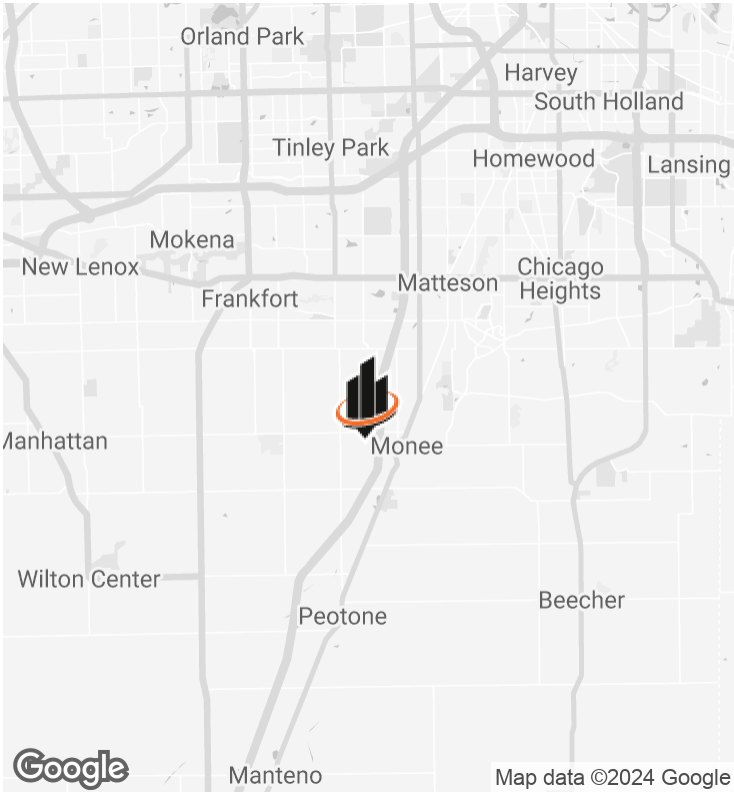 Orland Park
Harvey
South Holland
Tinley Park
Homewood
Lansing
Mokena
New Lenox
Chicago
Heights
Matteson
Frankfort
Manhattan
Monee
Wilton Center
Beecher
Peotone
Manteno
Google
Map data ©2024 Google